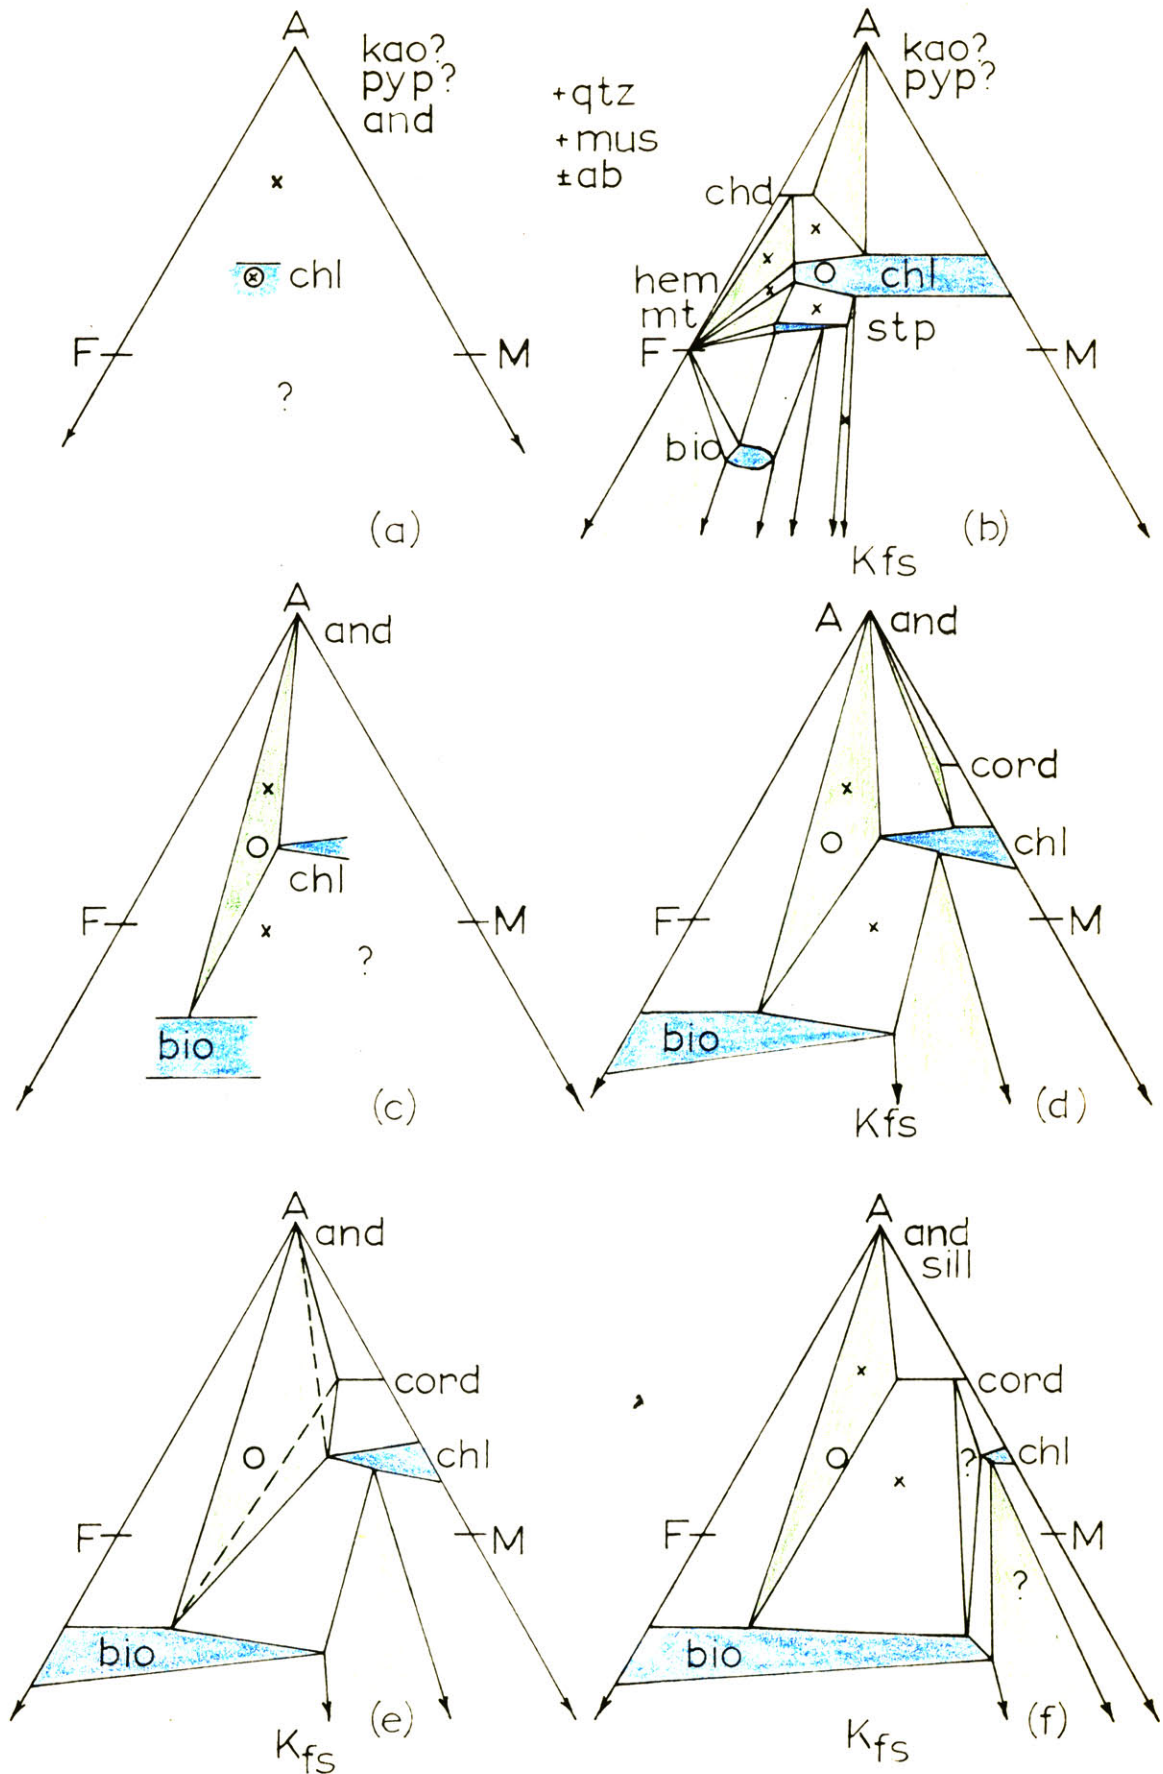 A
kao?
pyp?
and
x
chl
F
M
?
(a)
+qtz
+mus
±ab
A
kao?
pyp?
chd
x
x
hem
mt
x
chl
x
stp
F
M
bio
x
Kfs
(b)
A
and
x
chl
F
x
M
?
bio
(c)
A
and
cord
x
chl
F
x
M
bio
Kfs
(d)
A
and
cord
chl
F
M
bio
Kfs
(e)
A
and
sill
x
cord
?
chl
x
F
M
?
bio
Kfs
(f)